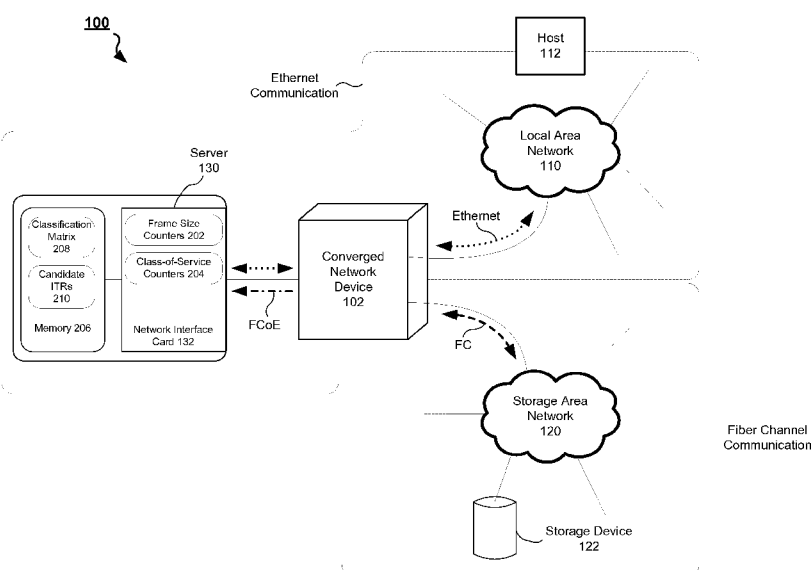 100
Host
112
Ethernet
Communication
Local Area
Network
110
Server
130
Classification
Matrix
208
Candidate
ITRs
210
Memory 206
Frame Size
Counters 202
Class-of-Service
Counters 204
Network Interface
Card 132
FCoE
Converged
Network
Device
102
Ethernet
FC
Storage Area
Network
120
Fiber Channel
Communication
Storage Device
122